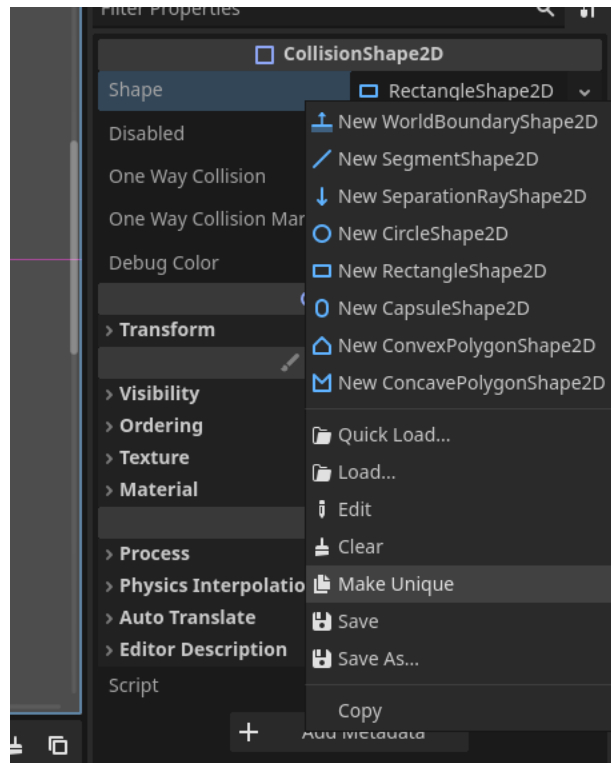 Filter Properties
CollisionShape2D
Shape
RectangleShape2D
Disabled
One Way Collision
One Way Collision Mar
Debug Color
Transform
Visibility
Ordering
Texture
Material
Process
Physics Interpolatio
Auto Translate
Editor Description
Script
New WorldBoundaryShape2D
New SegmentShape2D
New SeparationRayShape2D
New CircleShape2D
New RectangleShape2D
New CapsuleShape2D
New ConvexPolygonShape2D
New ConcavePolygonShape2D
Quick Load...
Load...
Edit
Clear
Make Unique
Save
Save As...
Copy
Add Metadata